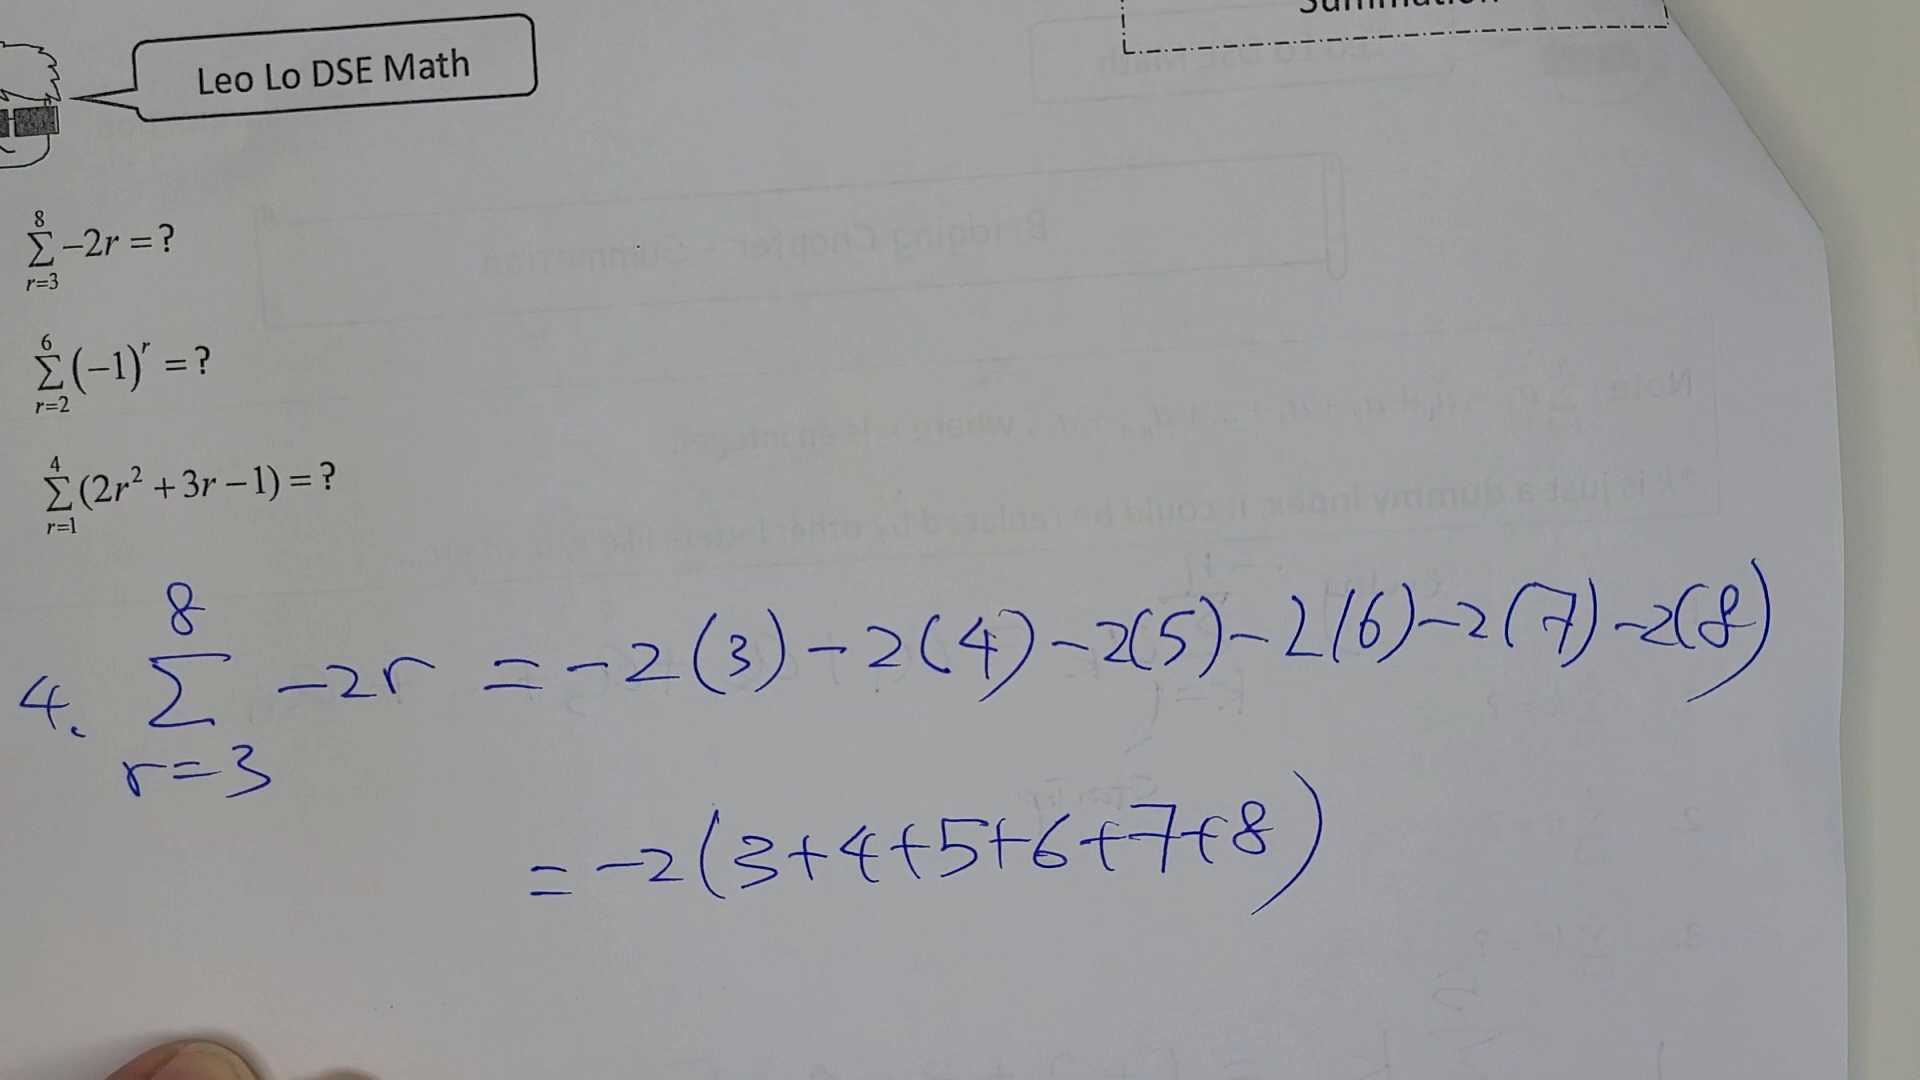 Summation
Leo Lo DSE Math
8
∑ −2r = ?
r=3
6
∑ (−1)^r = ?
r=2
4
∑ (2r² + 3r − 1) = ?
r=1
8
4. ∑ −2r = −2(3) − 2(4) − 2(5) − 2(6) − 2(7) − 2(8)
r=3
= −2(3+4+5+6+7+8)